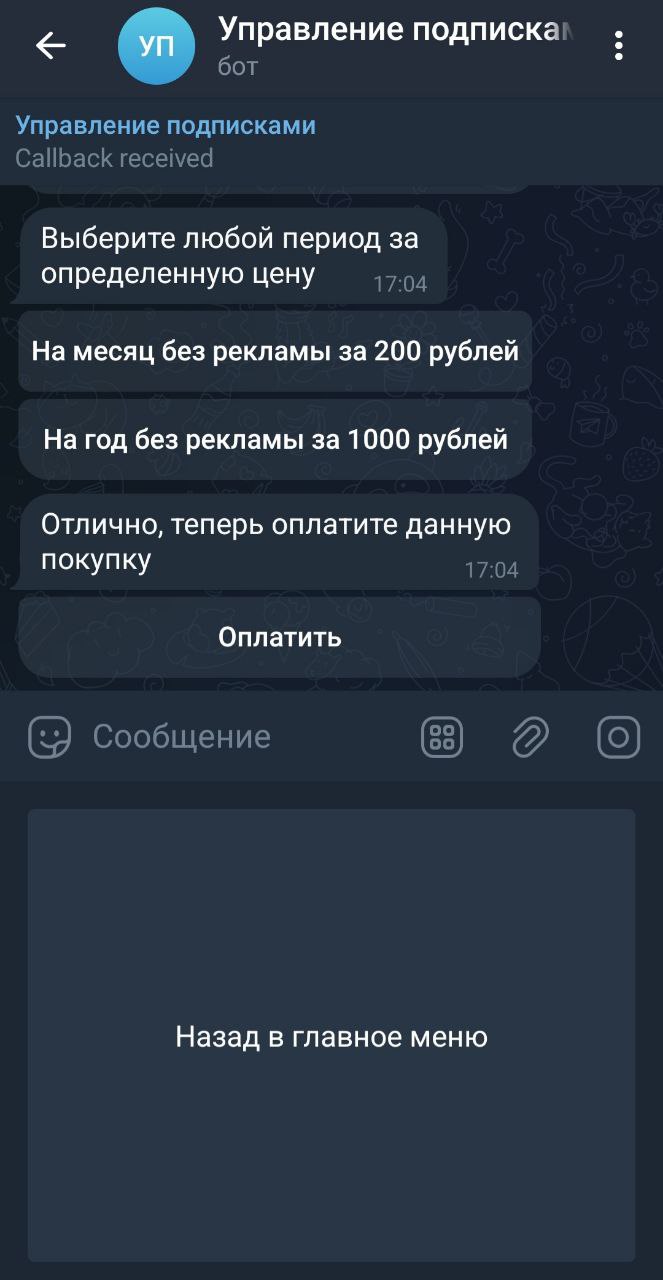 УП
Управление подпискам
бот
Управление подписками
Callback received
Выберите любой период за
определенную цену
17:04
На месяц без рекламы за 200 рублей
На год без рекламы за 1000 рублей
Отлично, теперь оплатите данную
покупку
17:04
Оплатить
Сообщение
Назад в главное меню